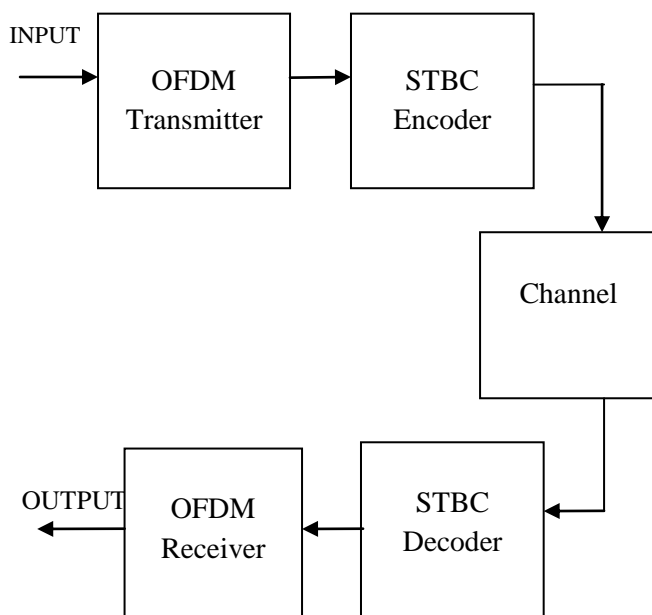 INPUT
OFDM
Transmitter
STBC
Encoder
Channel
OUTPUT
OFDM
Receiver
STBC
Decoder